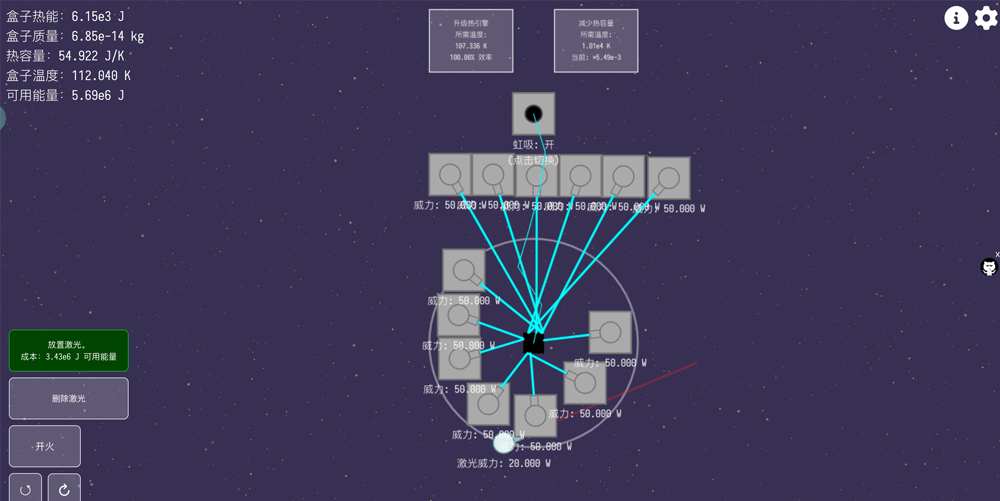 盒子热能: 6.15e3 J
盒子质量: 6.85e-14 kg
热容量: 54.922 J/K
盒子温度: 112.040 K
可用能量: 5.69e6 J
升级热引擎
所需温度:
107.336 K
100.00% 效率
减少热容量
所需温度:
1.01e4 K
当前: ×5.49e-3
虹吸: 开
(点击切换)
威力: 50.000 W
威力: 50.000 W
威力: 50.000 W
威力: 50.000 W
威力: 50.000 W
威力: 50.000 W
威力: 50.000 W
威力: 50.000 W
威力: 50.000 W
威力: 50.000 W
威力: 50.000 W
威力: 50.000 W
威力: 50.000 W
激光威力: 20.000 W
放置激光。
成本: 3.43e6 J 可用能量
删除激光
开火
x